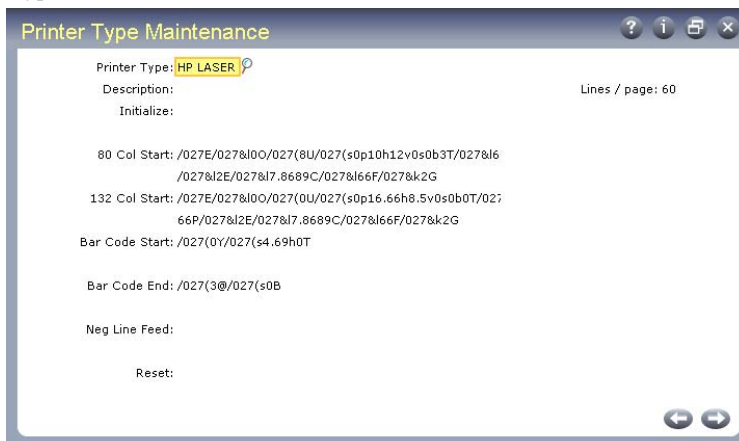 Printer Type Maintenance
Printer Type: HP LASER
Description: Lines / page: 60
Initialize:
80 Col Start: /027E/027&l0O/027(8U/027(s0p10h12v0s0b3T/027&l6
/027&l2E/027&l7.8689C/027&l66F/027&k2G
132 Col Start: /027E/027&l0O/027(0U/027(s0p16.66h8.5v0s0b0T/027
66P/027&l2E/027&l7.8689C/027&l66F/027&k2G
Bar Code Start: /027(0Y/027(s4.69h0T
Bar Code End: /027(3@/027(s0B
Neg Line Feed:
Reset: